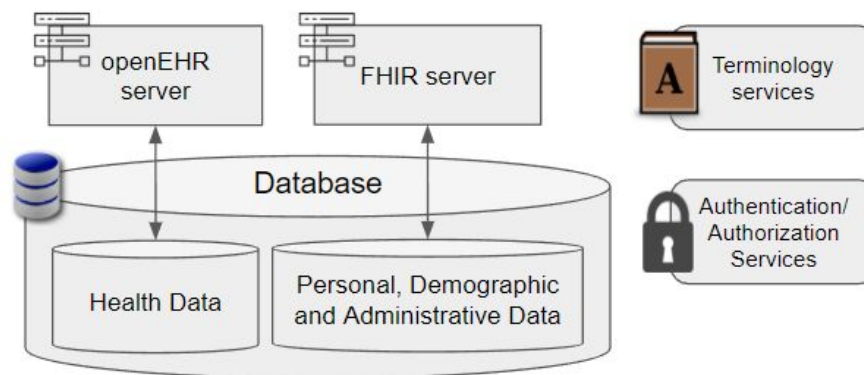 openEHR
server
FHIR server
A
Terminology
services
Database
Authentication/
Authorization
Services
Health Data
Personal, Demographic
and Administrative Data